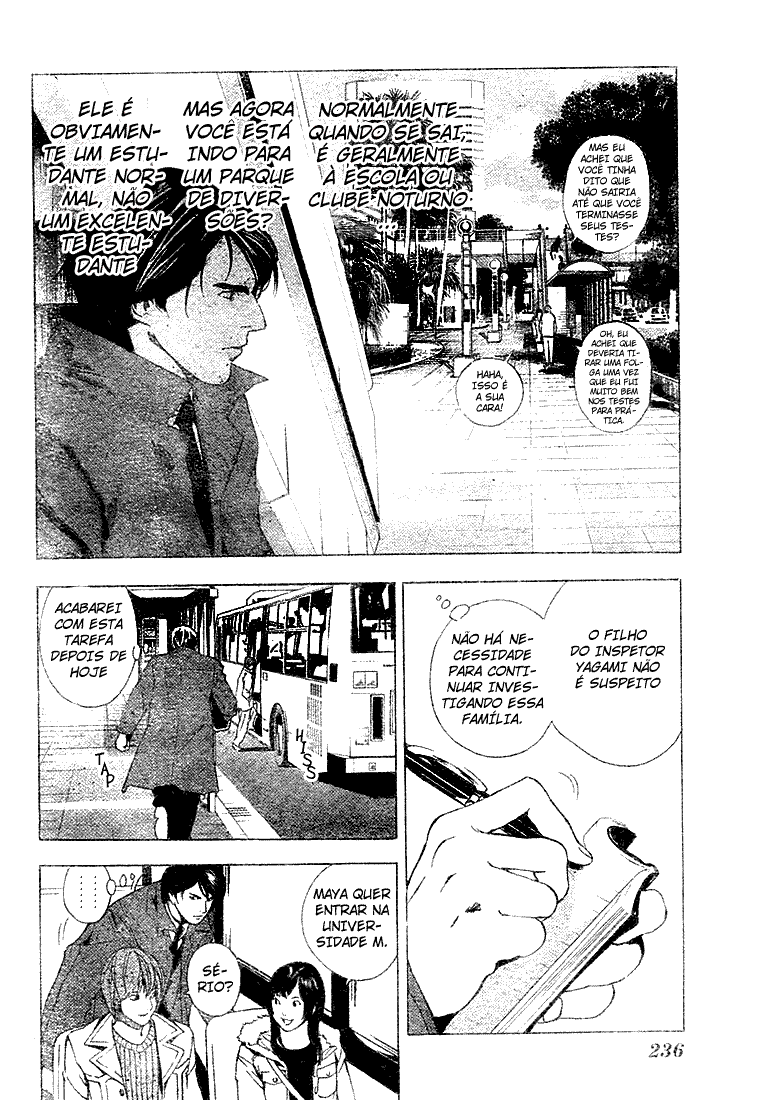 NORMALMENTE
QUANDO SE SAI,
É GERALMENTE
À ESCOLA OU
CLUBE NOTURNO
...
MAS AGORA
VOCÊ ESTÁ
INDO PARA
UM PARQUE
DE DIVER-
SÕES?
ELE É
OBVIAMEN-
TE UM ESTU-
DANTE NOR-
MAL, NÃO
UM EXCELEN-
TE ESTU-
DANTE
MAS EU
ACHEI QUE
VOCÊ TINHA
DITO QUE
NÃO SAIRIA
ATÉ QUE VOCÊ
TERMINASSE
SEUS TES-
TES?
OH, EU
ACHEI QUE
DEVERIA TI-
RAR UMA FOL-
GA UMA VEZ
QUE EU FUI
MUITO BEM
NOS TESTES
PARA PRÁ-
TICA.
HAHA,
ISSO É
A SUA
CARA!
O FILHO
DO INSPETOR
YAGAMI NÃO
É SUSPEITO
NÃO HÁ NE-
CESSIDADE
PARA CONTI-
NUAR INVES-
TIGANDO ESSA
FAMÍLIA.
ACABAREI
COM ESTA
TAREFA
DEPOIS DE
HOJE
TAP
HISS
MAYA QUER
ENTRAR NA
UNIVER-
SIDADE M.
SÉ-
RIO?
......
236